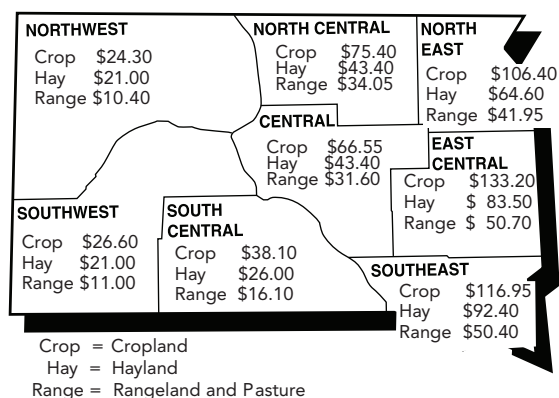 NORTHWEST
Crop $24.30
Hay $21.00
Range $10.40
NORTH CENTRAL
Crop $75.40
Hay $43.40
Range $34.05
NORTH
EAST
Crop $106.40
Hay $64.60
Range $41.95
CENTRAL
Crop $66.55
Hay $43.40
Range $31.60
EAST
CENTRAL
Crop $133.20
Hay $ 83.50
Range $ 50.70
SOUTHWEST
Crop $26.60
Hay $21.00
Range $11.00
SOUTH
CENTRAL
Crop $38.10
Hay $26.00
Range $16.10
SOUTHEAST
Crop $116.95
Hay $92.40
Range $50.40
Crop = Cropland
Hay = Hayland
Range = Rangeland and Pasture